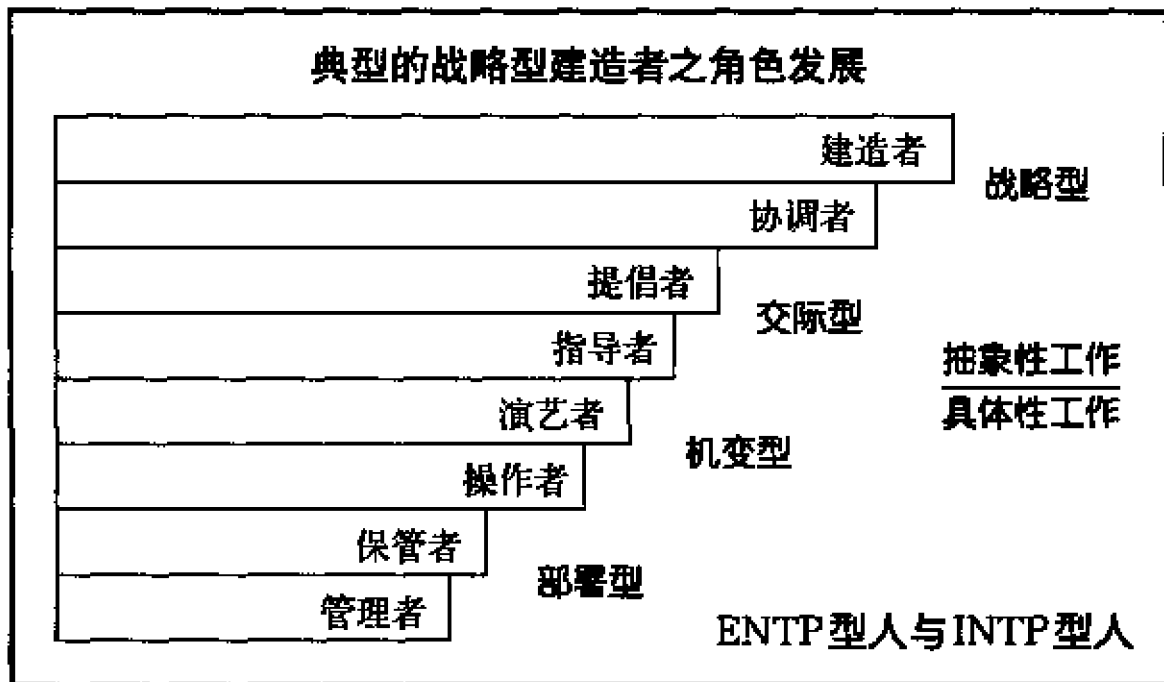 典型的战略型建造者之角色发展
建造者
战略型
协调者
提倡者
交际型
指导者
抽象性工作
具体性工作
演艺者
机变型
操作者
保管者
部署型
管理者
ENTP型人与INTP型人